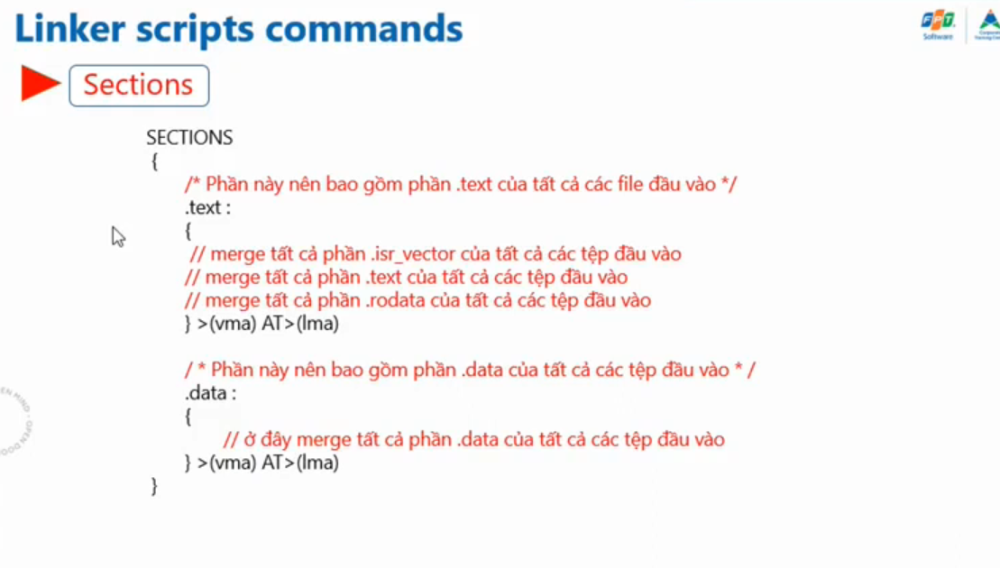 Linker scripts commands
FPT
Software
Sections
SECTIONS
{
/* Phần này nên bao gồm phần .text của tất cả các file đầu vào */
.text :
{
// merge tất cả phần .isr_vector của tất cả các tệp đầu vào
// merge tất cả phần .text của tất cả các tệp đầu vào
// merge tất cả phần .rodata của tất cả các tệp đầu vào
} >(vma) AT>(lma)
/ * Phần này nên bao gồm phần .data của tất cả các tệp đầu vào * /
.data :
{
// ở đây merge tất cả phần .data của tất cả các tệp đầu vào
} >(vma) AT>(lma)
}